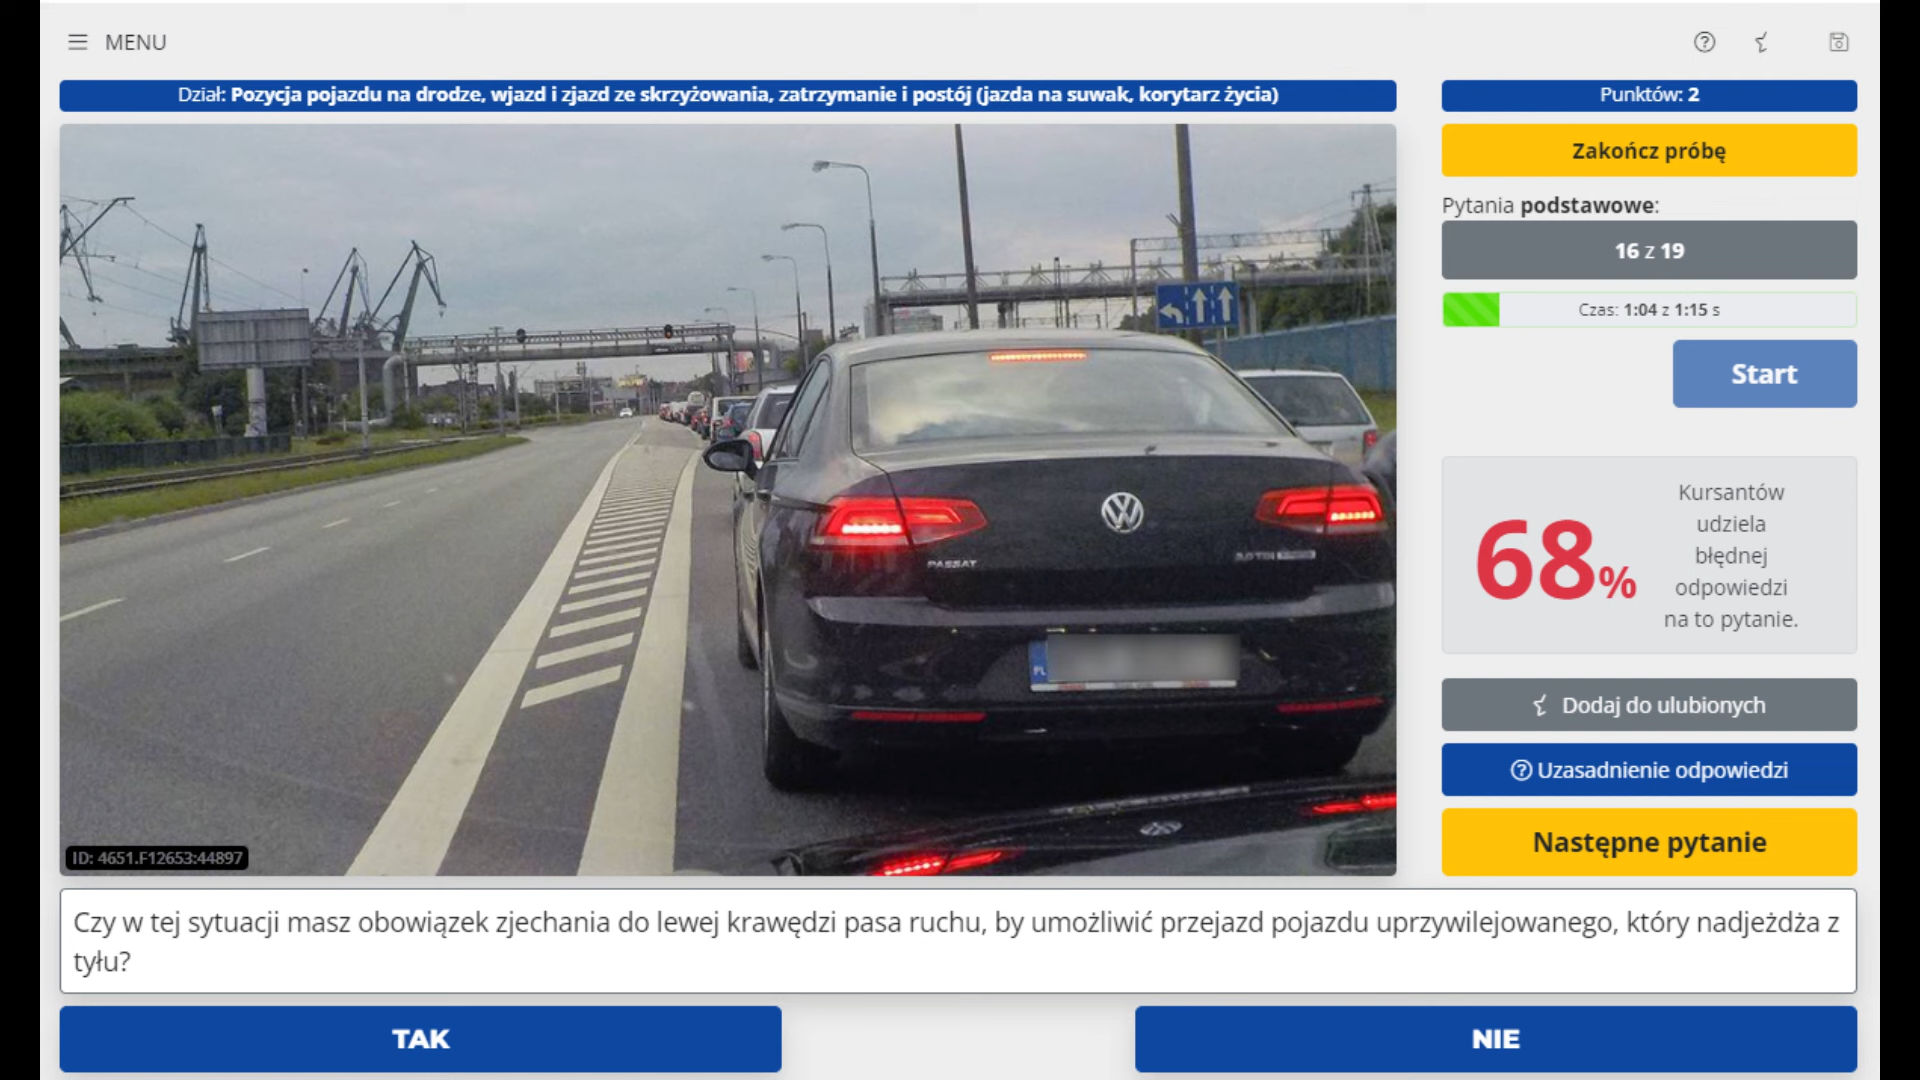 MENU
Dział: Pozycja pojazdu na drodze, wjazd i zjazd ze skrzyżowania, zatrzymanie i postój (jazda na suwak, korytarz życia)
Punktów: 2
Zakończ próbę
Pytania podstawowe:
16 z 19
Czas: 1:04 z 1:15 s
Start
68%
Kursantów
udziela
błędnej
odpowiedzi
na to pytanie.
PASSAT
PL
Dodaj do ulubionych
Uzasadnienie odpowiedzi
Następne pytanie
ID: 4651.F12653:44897
Czy w tej sytuacji masz obowiązek zjechania do lewej krawędzi pasa ruchu, by umożliwić przejazd pojazdu uprzywilejowanego, który nadjeżdża z
tyłu?
TAK
NIE